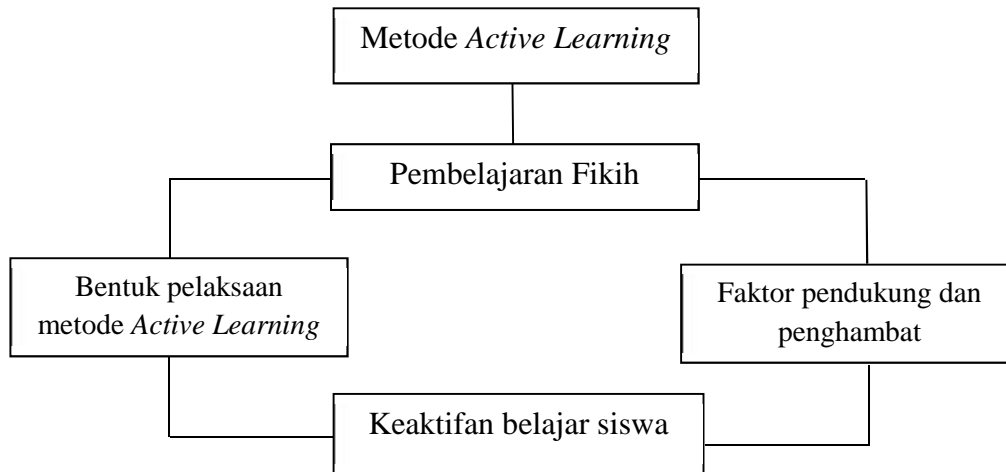 Metode Active Learning
Pembelajaran Fikih
Bentuk pelaksaan
metode Active Learning
Faktor pendukung dan
penghambat
Keaktifan belajar siswa